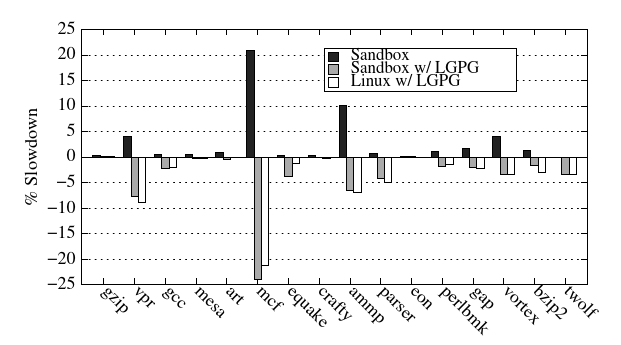 25
20
15
10
5
0
−5
−10
−15
−20
−25
% Slowdown
Sandbox
Sandbox w/ LGPG
Linux w/ LGPG
gzip
vpr
gcc
mesa
art
mcf
equake
crafty
ammp
parser
eon
perlbmk
gap
vortex
bzip2
twolf